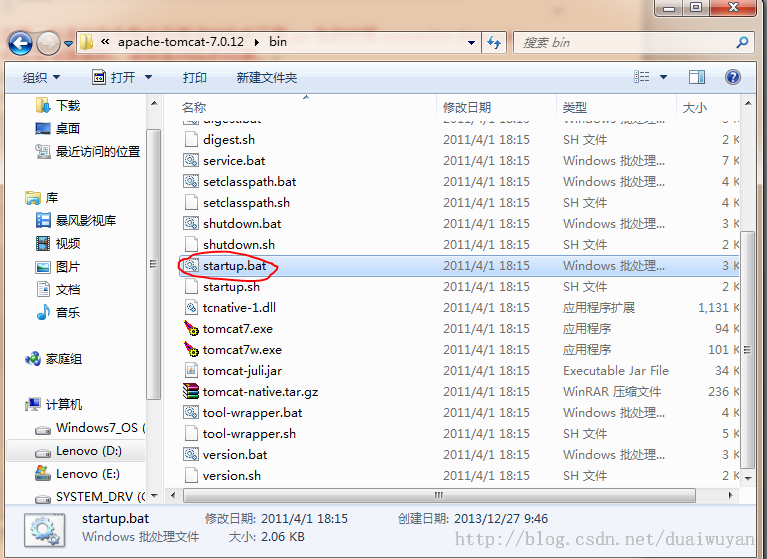 « apache-tomcat-7.0.12 ▸ bin
搜索 bin
组织 打开 打印 新建文件夹
名称 修改日期 类型 大小
下载
桌面
最近访问的位置
库
暴风影视库
视频
图片
文档
音乐
家庭组
计算机
Windows7_OS (
Lenovo (D:)
Lenovo (E:)
SYSTEM_DRV (
digest.bat 2011/4/1 18:15 Windows 批处理...
digest.sh 2011/4/1 18:15 SH 文件 2 K
service.bat 2011/4/1 18:15 Windows 批处理... 7 K
setclasspath.bat 2011/4/1 18:15 Windows 批处理... 4 K
setclasspath.sh 2011/4/1 18:15 SH 文件 4 K
shutdown.bat 2011/4/1 18:15 Windows 批处理... 3 K
shutdown.sh 2011/4/1 18:15 SH 文件 2 K
startup.bat 2011/4/1 18:15 Windows 批处理... 3 K
startup.sh 2011/4/1 18:15 SH 文件 2 K
tcnative-1.dll 2011/4/1 18:15 应用程序扩展 1,131 K
tomcat7.exe 2011/4/1 18:15 应用程序 94 K
tomcat7w.exe 2011/4/1 18:15 应用程序 101 K
tomcat-juli.jar 2011/4/1 18:15 Executable Jar File 34 K
tomcat-native.tar.gz 2011/4/1 18:15 WinRAR 压缩文件 236 K
tool-wrapper.bat 2011/4/1 18:15 Windows 批处理... 4 K
tool-wrapper.sh 2011/4/1 18:15 SH 文件 5 K
version.bat 2011/4/1 18:15 Windows 批处理... 3 K
version.sh 2011/4/1 18:15 SH 文件 2 K
startup.bat 修改日期: 2011/4/1 18:15 创建日期: 2013/12/27 9:46
Windows 批处理文件 大小: 2.06 KB
http://blog.csdn.net/duaiwuyan